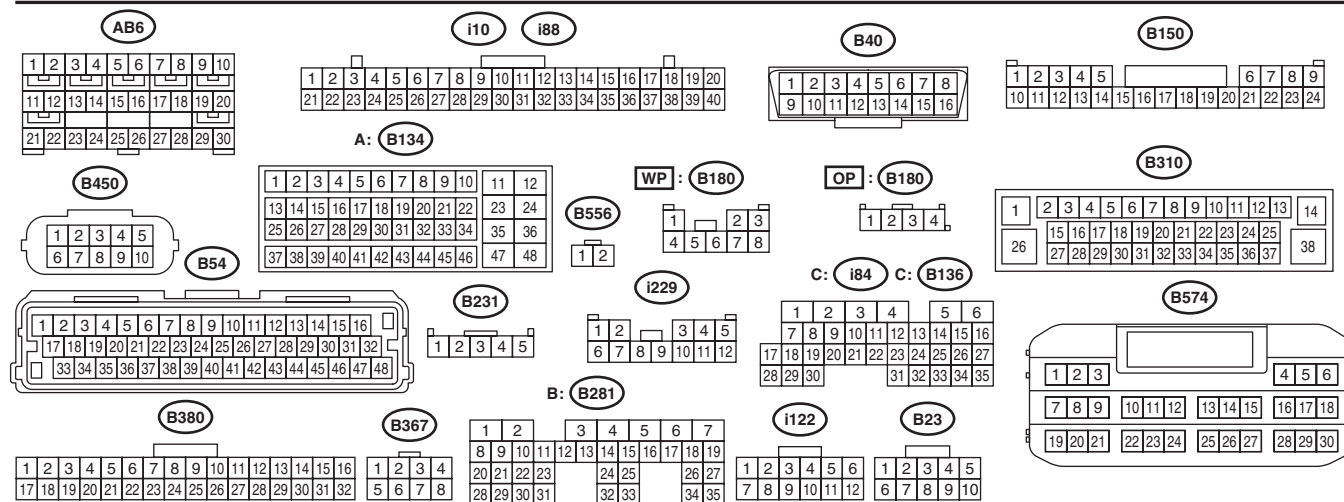 AB6
1 2 3 4 5 6 7 8 9 10
11 12 13 14 15 16 17 18 19 20
21 22 23 24 25 26 27 28 29 30
i10 i88
1 2 3 4 5 6 7 8 9 10 11 12 13 14 15 16 17 18 19 20
21 22 23 24 25 26 27 28 29 30 31 32 33 34 35 36 37 38 39 40
B40
1 2 3 4 5 6 7 8
9 10 11 12 13 14 15 16
B150
1 2 3 4 5 6 7 8 9
10 11 12 13 14 15 16 17 18 19 20 21 22 23 24
B450
1 2 3 4 5
6 7 8 9 10
A: B134
1 2 3 4 5 6 7 8 9 10 11 12
13 14 15 16 17 18 19 20 21 22 23 24
25 26 27 28 29 30 31 32 33 34 35 36
37 38 39 40 41 42 43 44 45 46 47 48
B556
1 2
WP : B180
1 2 3
4 5 6 7 8
OP : B180
1 2 3 4
B310
1 2 3 4 5 6 7 8 9 10 11 12 13 14
15 16 17 18 19 20 21 22 23 24 25
26 27 28 29 30 31 32 33 34 35 36 37 38
B54
1 2 3 4 5 6 7 8 9 10 11 12 13 14 15 16
17 18 19 20 21 22 23 24 25 26 27 28 29 30 31 32
33 34 35 36 37 38 39 40 41 42 43 44 45 46 47 48
B231
1 2 3 4 5
i229
1 2 3 4 5
6 7 8 9 10 11 12
C: i84 C: B136
1 2 3 4 5 6
7 8 9 10 11 12 13 14 15 16
17 18 19 20 21 22 23 24 25 26 27
28 29 30 31 32 33 34 35
B574
1 2 3 4 5 6
7 8 9 10 11 12 13 14 15 16 17 18
19 20 21 22 23 24 25 26 27 28 29 30
B380
1 2 3 4 5 6 7 8 9 10 11 12 13 14 15 16
17 18 19 20 21 22 23 24 25 26 27 28 29 30 31 32
B367
1 2 3 4
5 6 7 8
B: B281
1 2 3 4 5 6 7
8 9 10 11 12 13 14 15 16 17 18 19
20 21 22 23 24 25 26 27
28 29 30 31 32 33 34 35
i122
1 2 3 4 5 6
7 8 9 10 11 12
B23
1 2 3 4 5
6 7 8 9 10